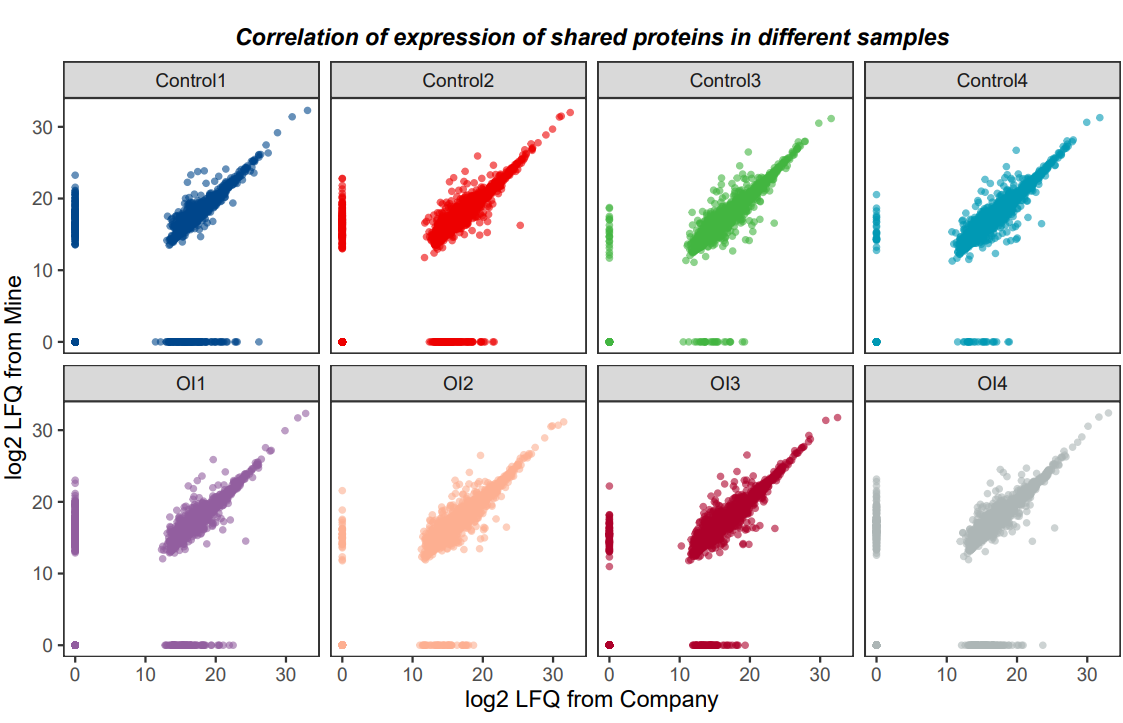 Correlation of expression of shared proteins in different samples
Control1
Control2
Control3
Control4
30
20
10
0
log2 LFQ from Mine
OI1
OI2
OI3
OI4
30
20
10
0
0 10 20 30 0 10 20 30 0 10 20 30 0 10 20 30
log2 LFQ from Company